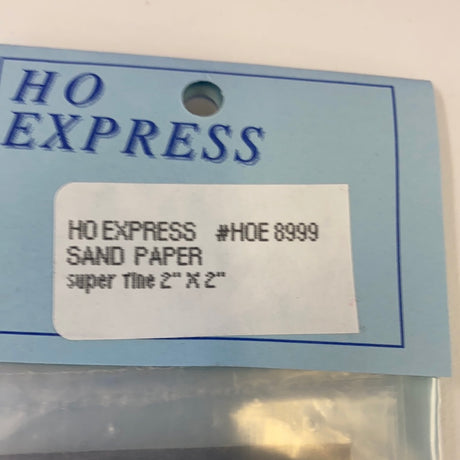 HO
EXPRESS
HO EXPRESS #HOE 8999
SAND PAPER
super fine 2" X 2"